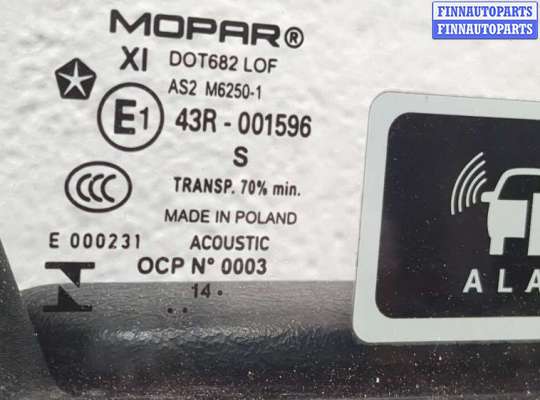 FINNAUTOPARTS
FINNAUTOPARTS
MOPAR®
XI DOT682 LOF
AS2 M6250-1
E1 43R - 001596
S
TRANSP. 70% min.
CCC
MADE IN POLAND
E 000231 ACOUSTIC
OCP N° 0003
14 .
..
ALA